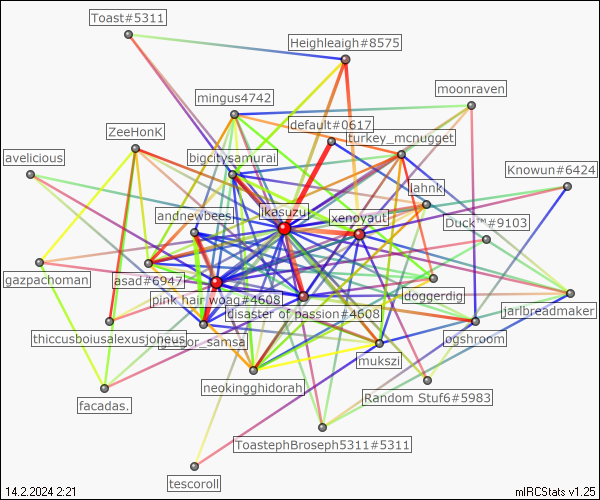 Toast#5311
Heighleaigh#8575
moonraven
mingus4742
default#0617
turkey_mcnugget
ZeeHonK
avelicious
bigcitysamurai
Knowun#6424
lahnk
ikasuzu
andnewbees
xenoyaut
Duck™#9103
gazpachoman
asad#6947
doggerdig
pink hair woag#4608
disaster of passion#4608
jarlbreadmaker
thiccusboiusalexusjoneus
gregor_samsa
ogshroom
mukszi
neokingghidorah
Random Stuf6#5983
facadas.
ToastephBroseph5311#5311
tescoroll
14.2.2024 2:21
mIRCStats v1.25